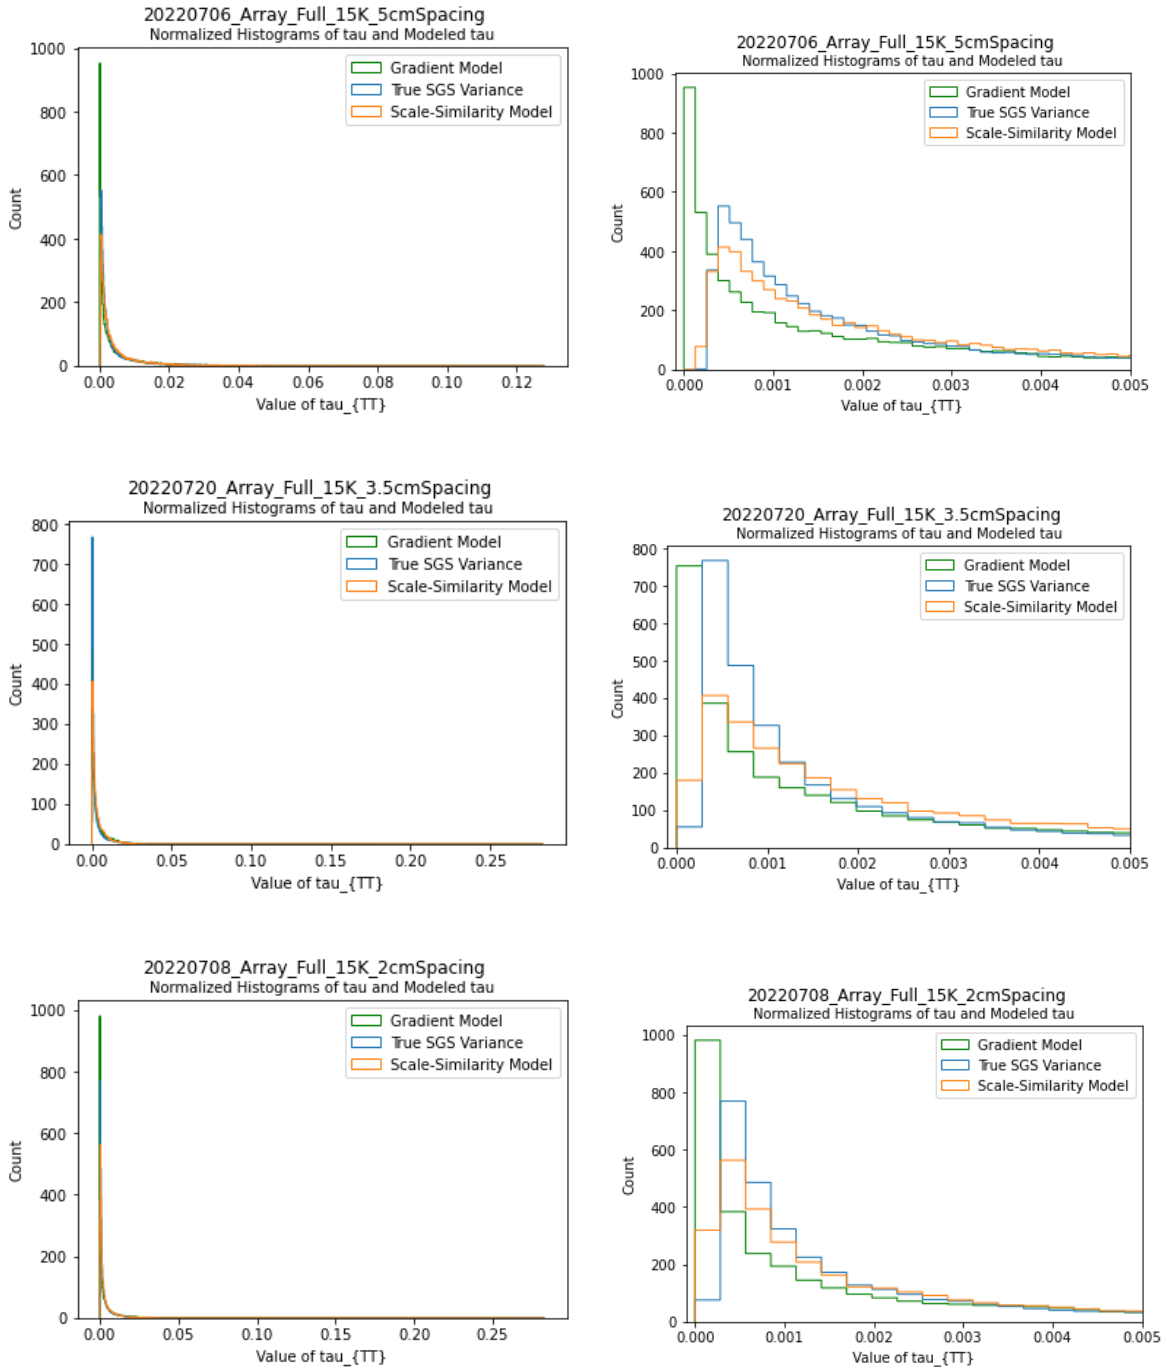 20220706_Array_Full_15K_5cmSpacing
Normalized Histograms of tau and Modeled tau
1000
800
600
400
200
0
Count
Gradient Model
True SGS Variance
Scale-Similarity Model
0.00 0.02 0.04 0.06 0.08 0.10 0.12
Value of tau_{TT}
20220706_Array_Full_15K_5cmSpacing
Normalized Histograms of tau and Modeled tau
1000
800
600
400
200
0
Count
Gradient Model
True SGS Variance
Scale-Similarity Model
0.000 0.001 0.002 0.003 0.004 0.005
Value of tau_{TT}
20220720_Array_Full_15K_3.5cmSpacing
Normalized Histograms of tau and Modeled tau
800
700
600
500
400
300
200
100
0
Count
Gradient Model
True SGS Variance
Scale-Similarity Model
0.00 0.05 0.10 0.15 0.20 0.25
Value of tau_{TT}
20220720_Array_Full_15K_3.5cmSpacing
Normalized Histograms of tau and Modeled tau
800
700
600
500
400
300
200
100
0
Count
Gradient Model
True SGS Variance
Scale-Similarity Model
0.000 0.001 0.002 0.003 0.004 0.005
Value of tau_{TT}
20220708_Array_Full_15K_2cmSpacing
Normalized Histograms of tau and Modeled tau
1000
800
600
400
200
0
Count
Gradient Model
True SGS Variance
Scale-Similarity Model
0.00 0.05 0.10 0.15 0.20 0.25
Value of tau_{TT}
20220708_Array_Full_15K_2cmSpacing
Normalized Histograms of tau and Modeled tau
1000
800
600
400
200
0
Count
Gradient Model
True SGS Variance
Scale-Similarity Model
0.000 0.001 0.002 0.003 0.004 0.005
Value of tau_{TT}